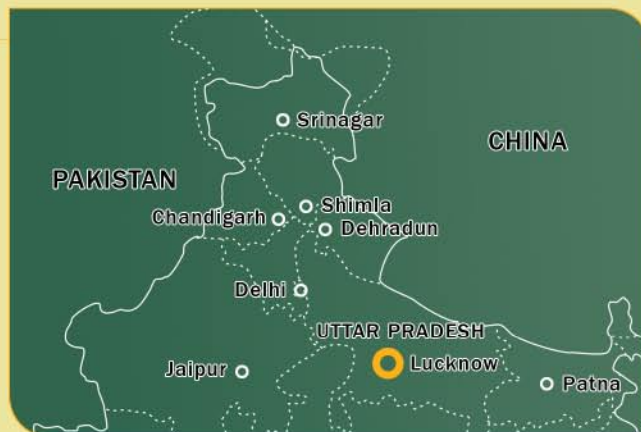 Srinagar
CHINA
PAKISTAN
Shimla
Chandigarh
Dehradun
Delhi
UTTAR PRADESH
Jaipur
Lucknow
Patna